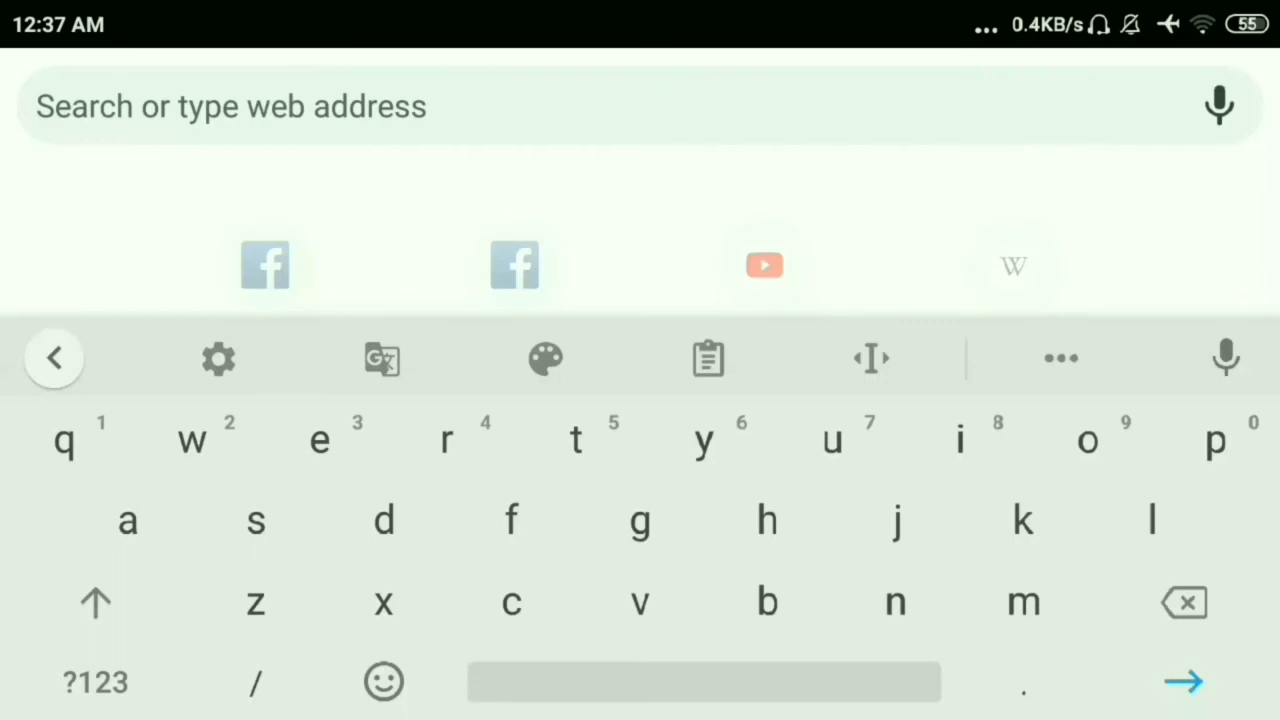 12:37 AM ... 0.4KB/s 55
Search or type web address
f f W
G
q 1 w 2 e 3 r 4 t 5 y 6 u 7 i 8 o 9 p 0
a s d f g h j k l
z x c v b n m
?123 / .